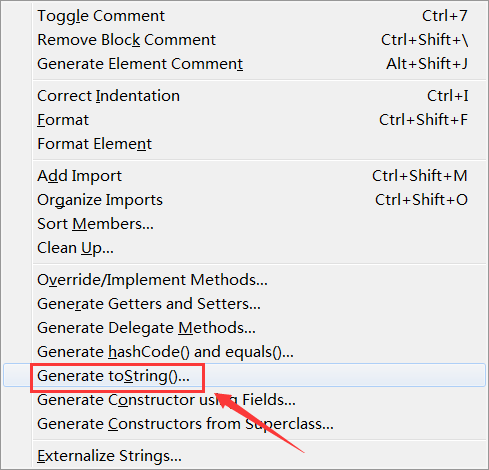 Toggle Comment Ctrl+7
Remove Block Comment Ctrl+Shift+\
Generate Element Comment Alt+Shift+J
Correct Indentation Ctrl+I
Format Ctrl+Shift+F
Format Element
Add Import Ctrl+Shift+M
Organize Imports Ctrl+Shift+O
Sort Members...
Clean Up...
Override/Implement Methods...
Generate Getters and Setters...
Generate Delegate Methods...
Generate hashCode() and equals()...
Generate toString()...
Generate Constructor using Fields...
Generate Constructors from Superclass...
Externalize Strings...